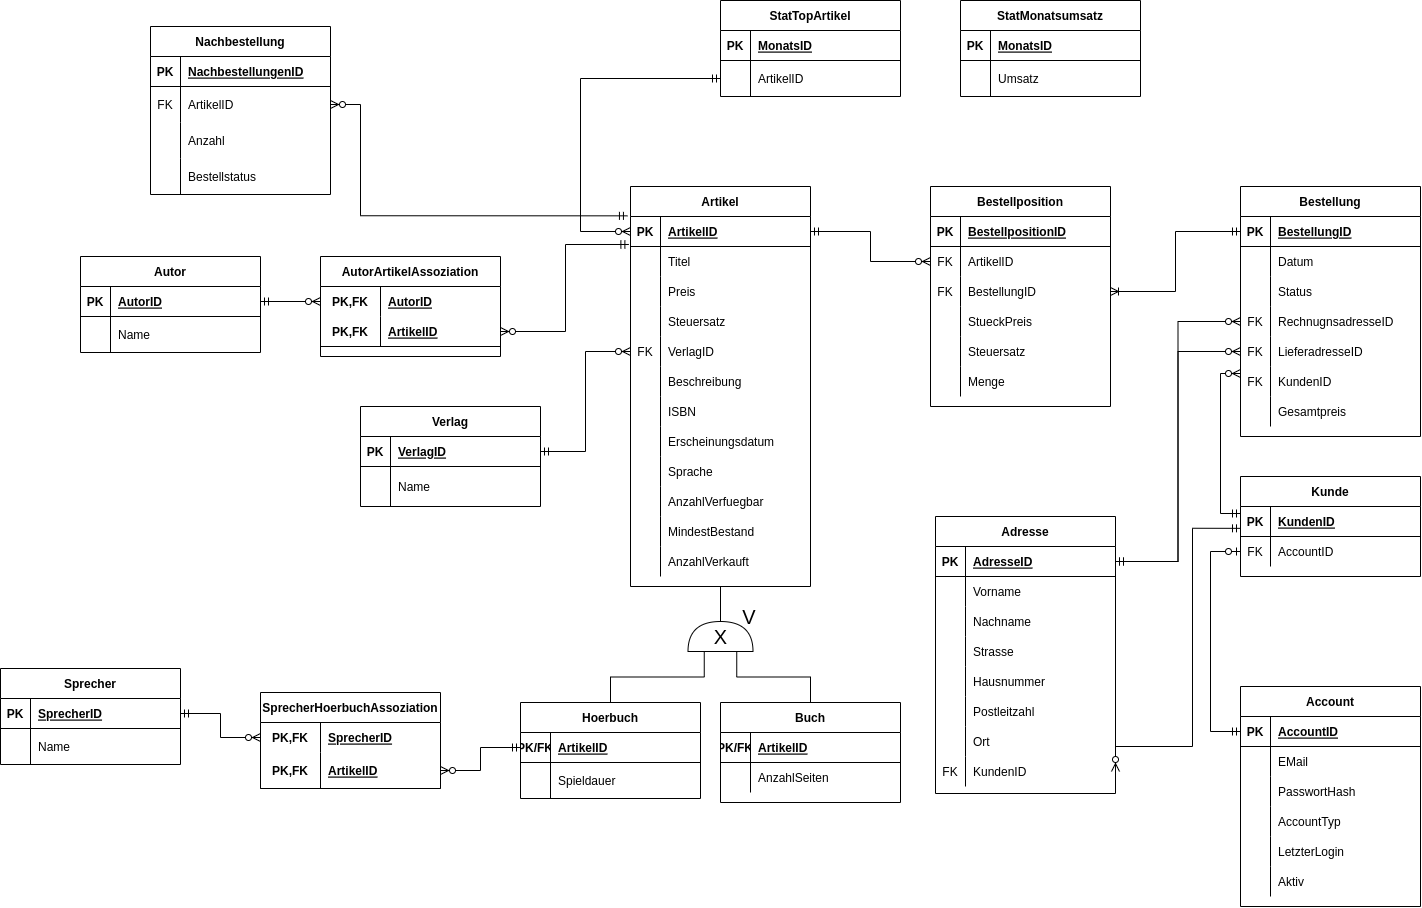 StatTopArtikel
PK MonatsID
ArtikelID
StatMonatsumsatz
PK MonatsID
Umsatz
Nachbestellung
PK NachbestellungenID
FK ArtikelID
Anzahl
Bestellstatus
Artikel
PK ArtikelID
Titel
Preis
Steuersatz
FK VerlagID
Beschreibung
ISBN
Erscheinungsdatum
Sprache
AnzahlVerfuegbar
MindestBestand
AnzahlVerkauft
Bestellposition
PK BestellpositionID
FK ArtikelID
FK BestellungID
StueckPreis
Steuersatz
Menge
Bestellung
PK BestellungID
Datum
Status
FK RechnugnsadresseID
FK LieferadresseID
FK KundenID
Gesamtpreis
Autor
PK AutorID
Name
AutorArtikelAssoziation
PK,FK AutorID
PK,FK ArtikelID
Verlag
PK VerlagID
Name
Kunde
PK KundenID
FK AccountID
Adresse
PK AdresseID
Vorname
Nachname
Strasse
Hausnummer
Postleitzahl
Ort
FK KundenID
V
X
Sprecher
PK SprecherID
Name
SprecherHoerbuchAssoziation
PK,FK SprecherID
PK,FK ArtikelID
Hoerbuch
PK/FK ArtikelID
Spieldauer
Buch
PK/FK ArtikelID
AnzahlSeiten
Account
PK AccountID
EMail
PasswortHash
AccountTyp
LetzterLogin
Aktiv